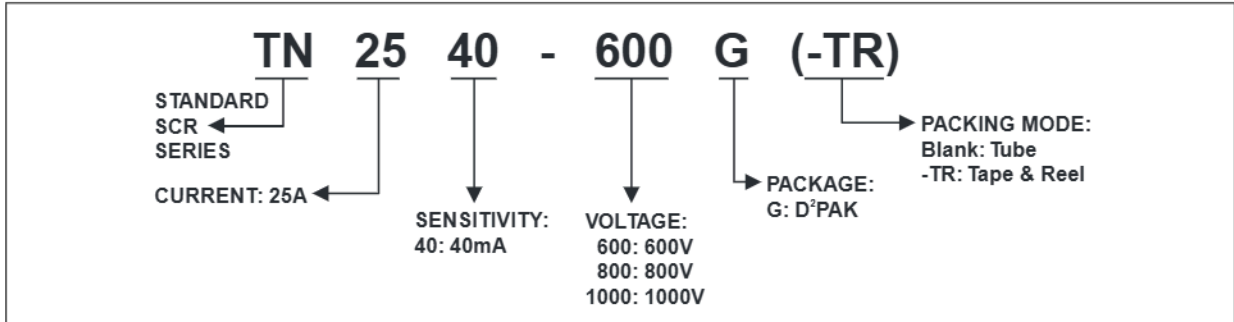 TN 25 40 - 600 G (-TR)
STANDARD
SCR
SERIES
CURRENT: 25A
SENSITIVITY:
40: 40mA
VOLTAGE:
600: 600V
800: 800V
1000: 1000V
PACKAGE:
G: D²PAK
PACKING MODE:
Blank: Tube
-TR: Tape & Reel